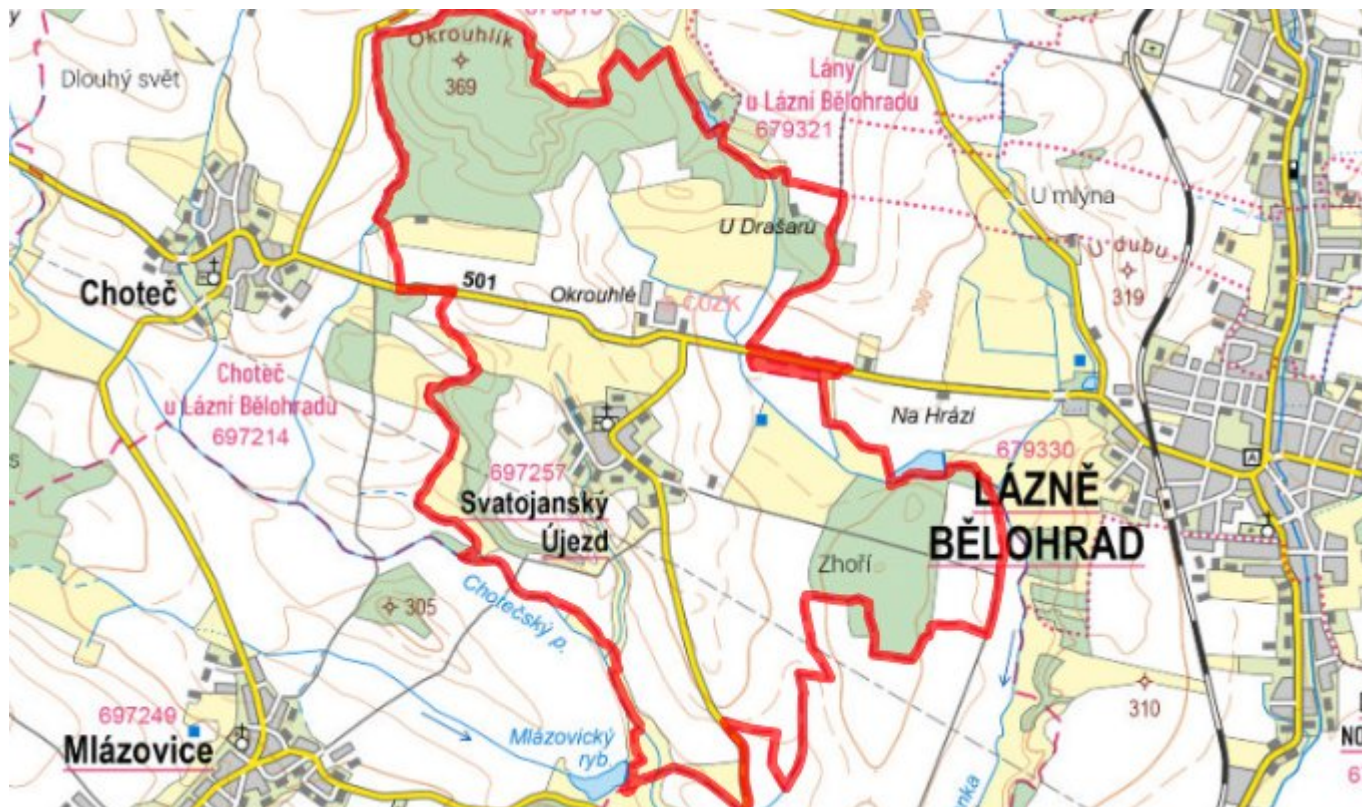 Okrouhlík
369
Dlouhý svět
Lány
u Lázní Bělohradu
679321
U mlýna
U dubu
319
U Drašarů
Choteč
501
Okrouhlé
ČÚZK
300
Choteč
u Lázní Bělohradu
697214
Na Hrázi
679330
LÁZNĚ
BĚLOHRAD
697257
Svatojanský
Újezd
Zhoří
305
Chotečský p.
310
697249
Mlázovice
Mlázovický
ryb.